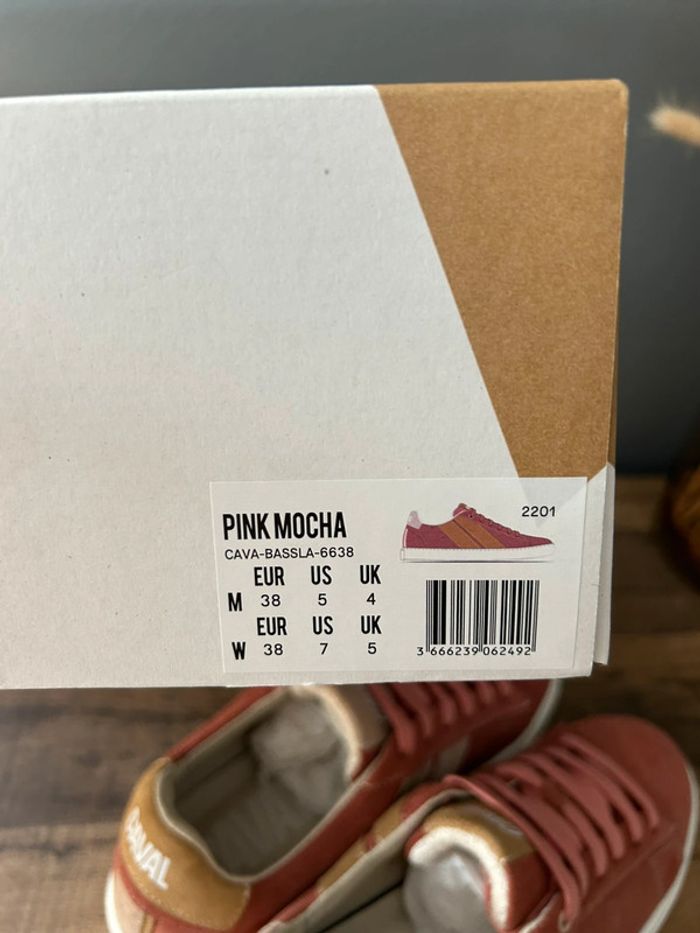 PINK MOCHA
2201
CAVA-BASSLA-6638
EUR US UK
M 38 5 4
EUR US UK
W 38 7 5
3 666239 062492
CAVAL